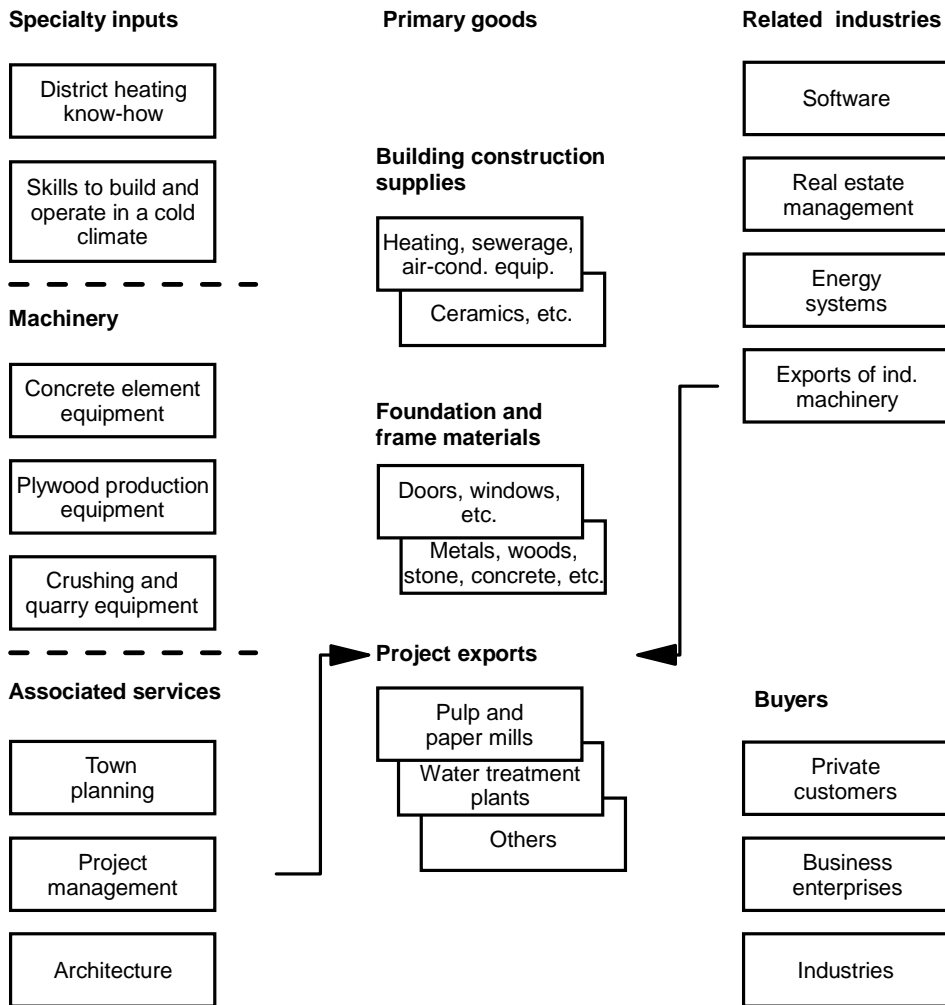 Specialty inputs
District heating
know-how
Skills to build and
operate in a cold
climate
Machinery
Concrete element
equipment
Plywood production
equipment
Crushing and
quarry equipment
Associated services
Town
planning
Project
management
Architecture
Primary goods
Building construction
supplies
Heating, sewerage,
air-cond. equip.
Ceramics, etc.
Foundation and
frame materials
Doors, windows,
etc.
Metals, woods,
stone, concrete, etc.
Project exports
Pulp and
paper mills
Water treatment
plants
Others
Related industries
Software
Real estate
management
Energy
systems
Exports of ind.
machinery
Buyers
Private
customers
Business
enterprises
Industries